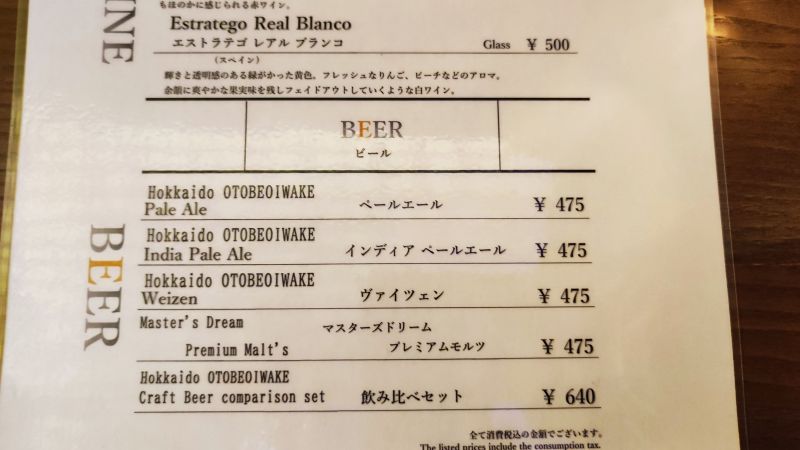 ちほのかに感じられる赤ワイン。
Estratego Real Blanco
エストラテゴ レアル ブランコ Glass ¥ 500
(スペイン)
輝きと透明感のある緑がかった黄色。フレッシュなりんご、ピーチなどのアロマ。
余韻に爽やかな果実味を残しフェイドアウトしていくような白ワイン。
INE
BEER
ビール
BEER
Hokkaido OTOBEOIWAKE
Pale Ale ペールエール ¥ 475
Hokkaido OTOBEOIWAKE
India Pale Ale インディア ペールエール ¥ 475
Hokkaido OTOBEOIWAKE
Weizen ヴァイツェン ¥ 475
Master's Dream マスターズドリーム
Premium Malt's プレミアムモルツ ¥ 475
Hokkaido OTOBEOIWAKE
Craft Beer comparison set 飲み比べセット ¥ 640
全て消費税込の金額でございます。
The listed prices include the consumption tax.